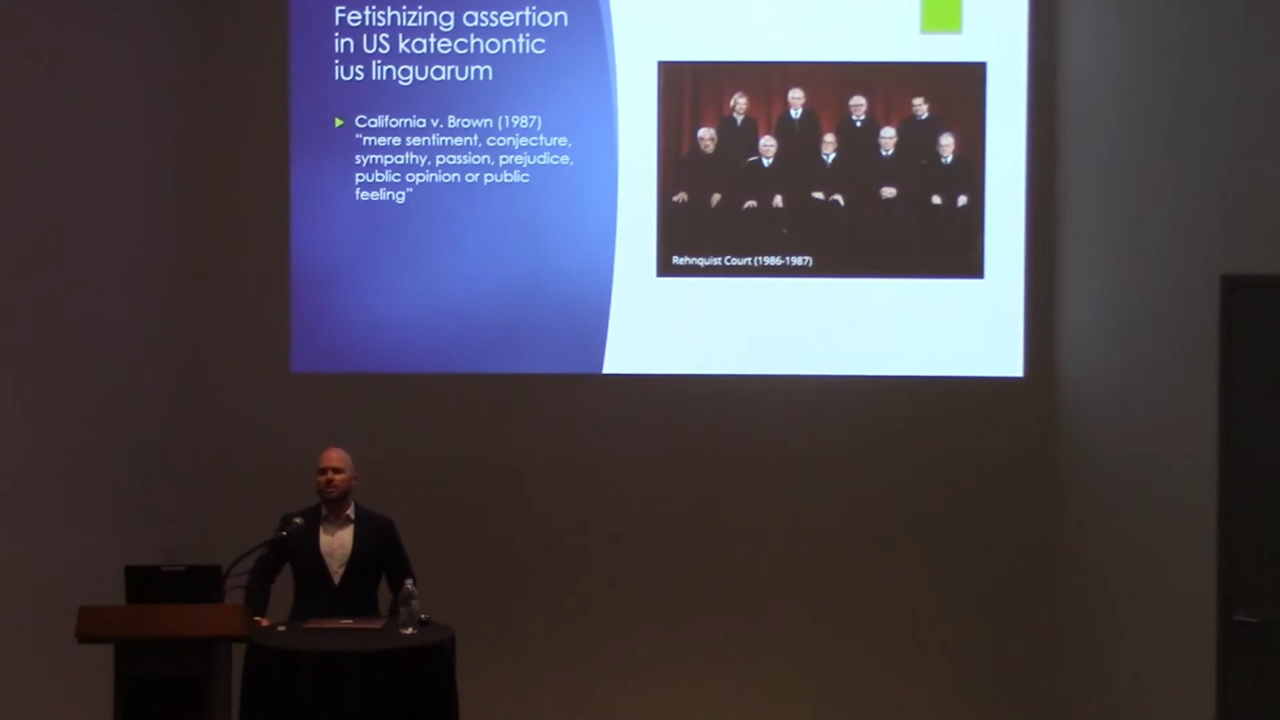 Fetishizing assertion
in US katechontic
ius linguarum
California v. Brown (1987)
“mere sentiment, conjecture,
sympathy, passion, prejudice,
public opinion or public
feeling”
Rehnquist Court (1986-1987)